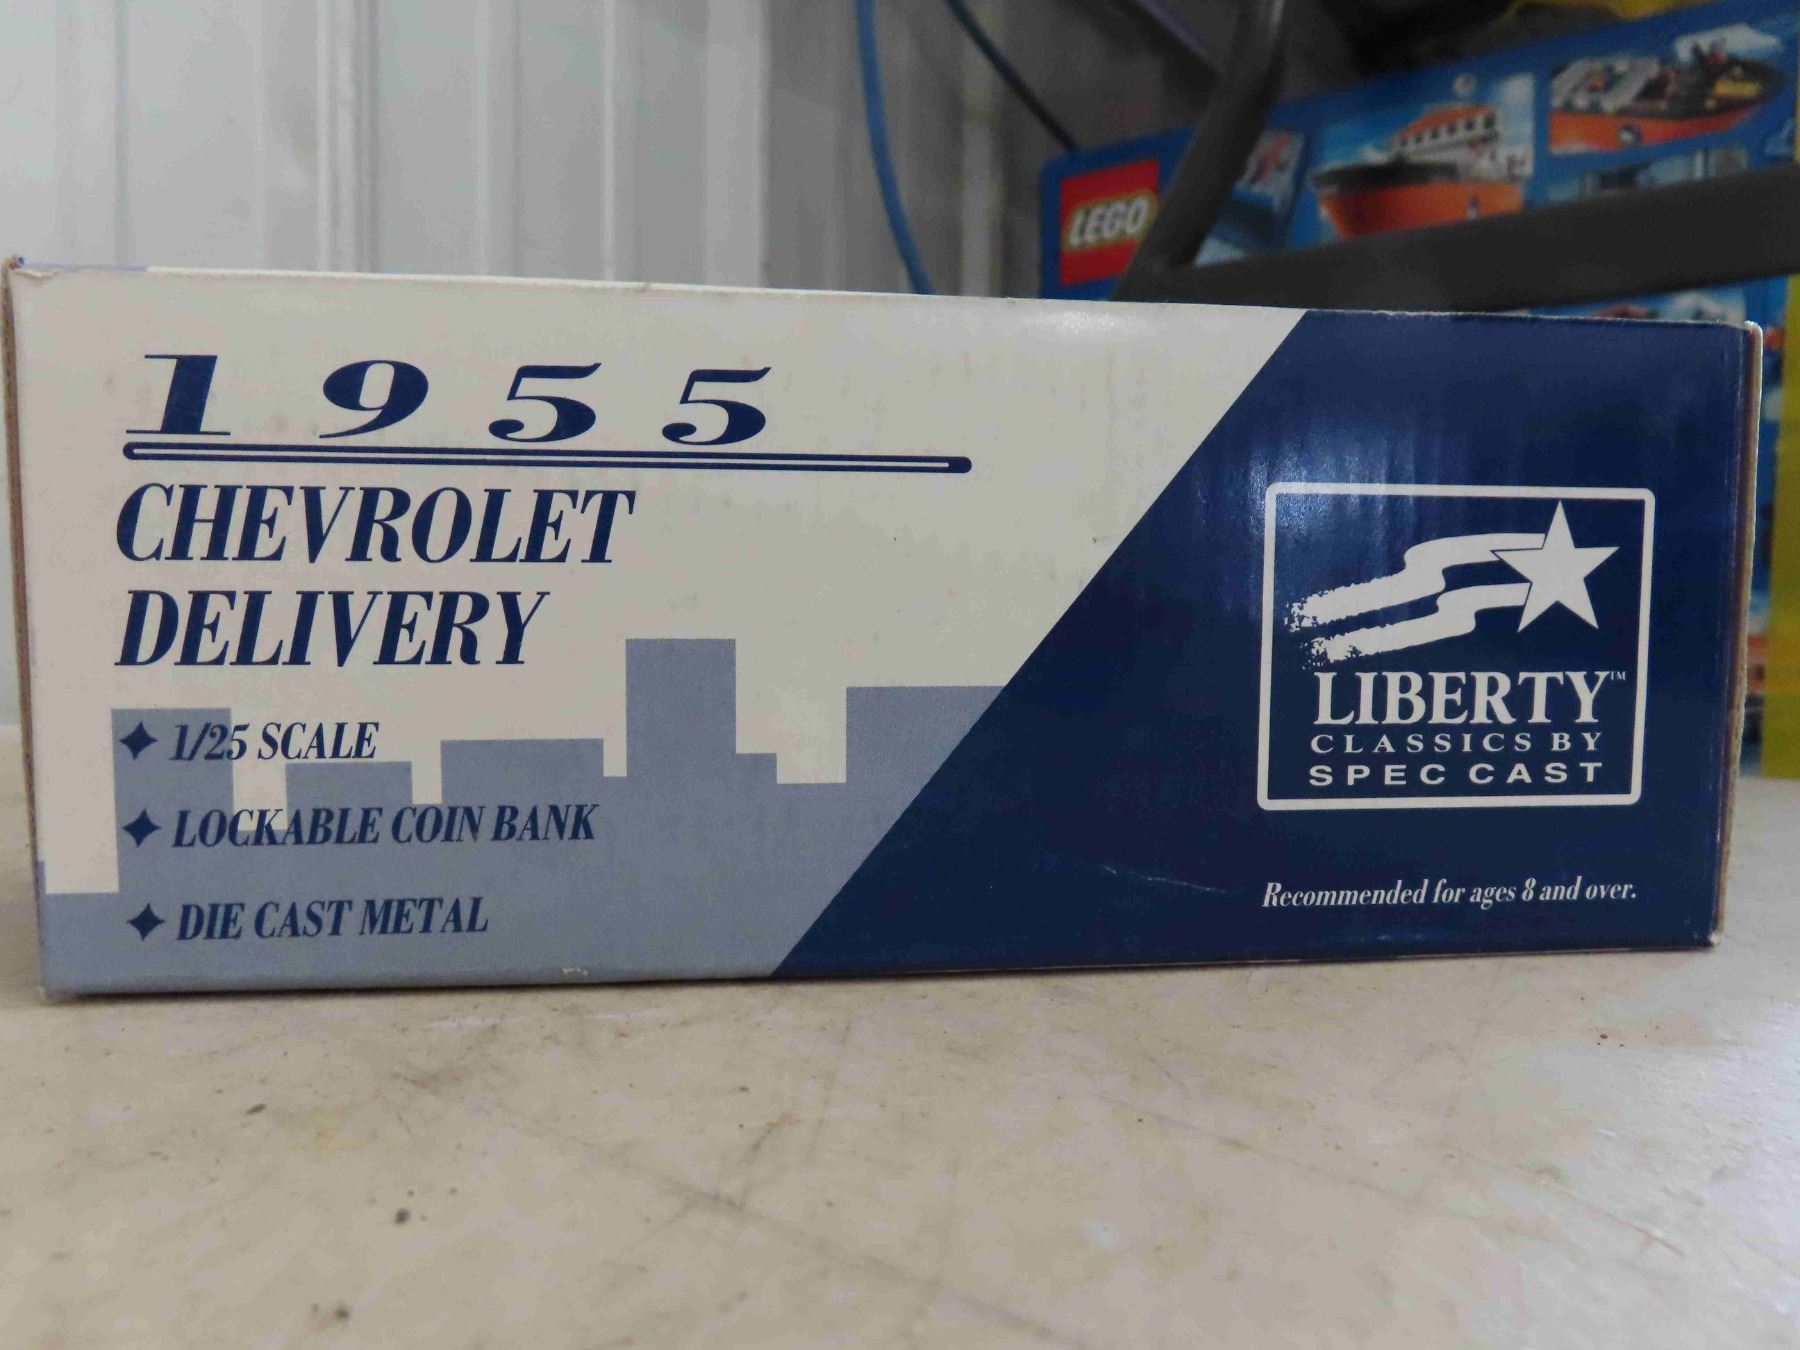 LEGO
1955
CHEVROLET
DELIVERY
1/25 SCALE
LOCKABLE COIN BANK
DIE CAST METAL
LIBERTY™
CLASSICS BY
SPEC CAST
Recommended for ages 8 and over.